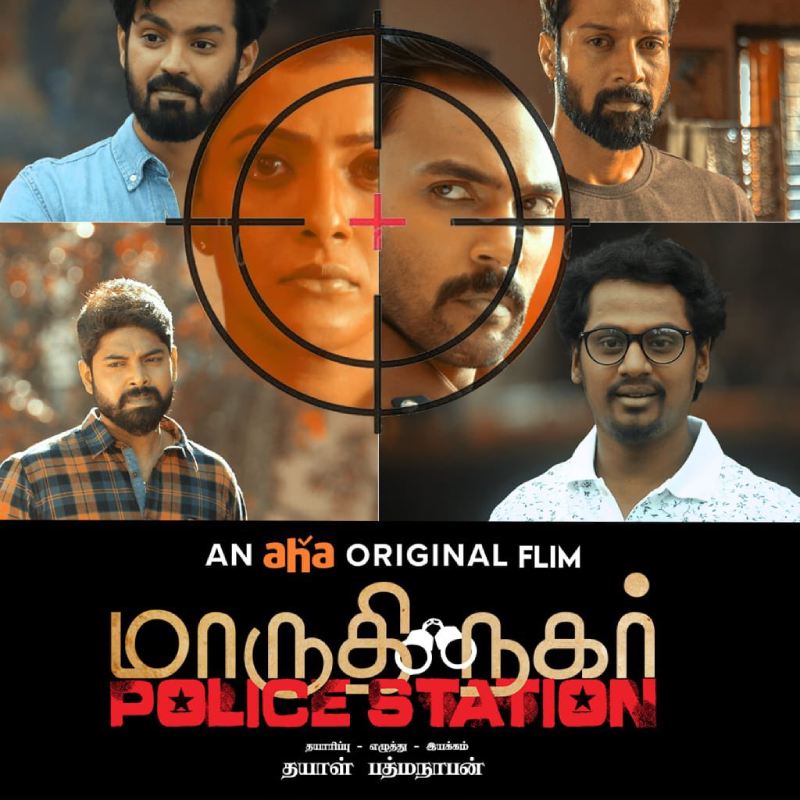 AN aha ORIGINAL FLIM
மாருதி நகர்
POLICE STATION
தயாரிப்பு - எழுத்து - இயக்கம்
தயாள் பத்மநாபன்